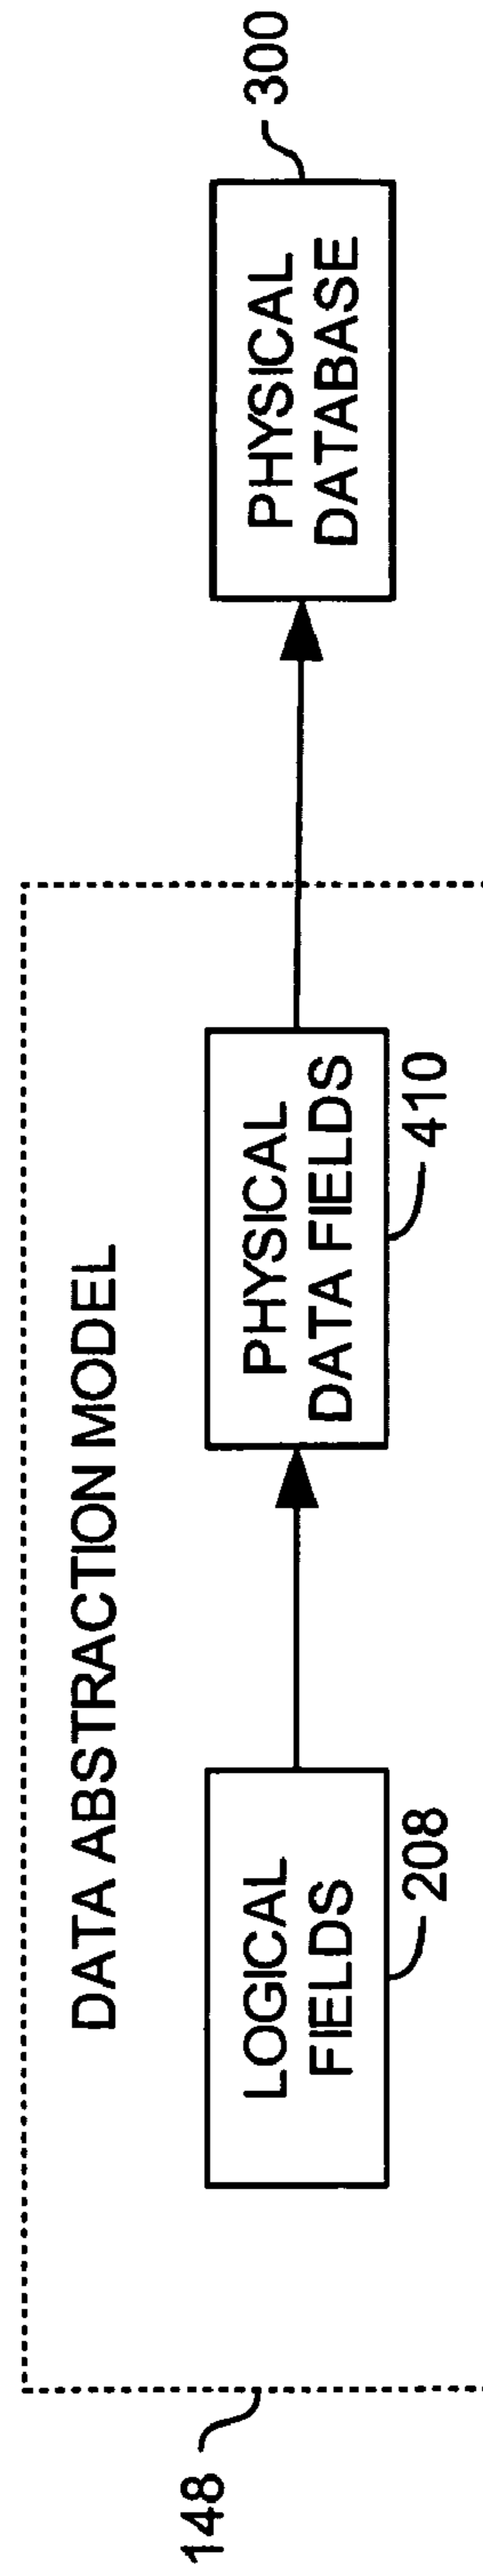 148
DATA ABSTRACTION MODEL
LOGICAL
FIELDS
208
PHYSICAL
DATA FIELDS
410
PHYSICAL
DATABASE
300